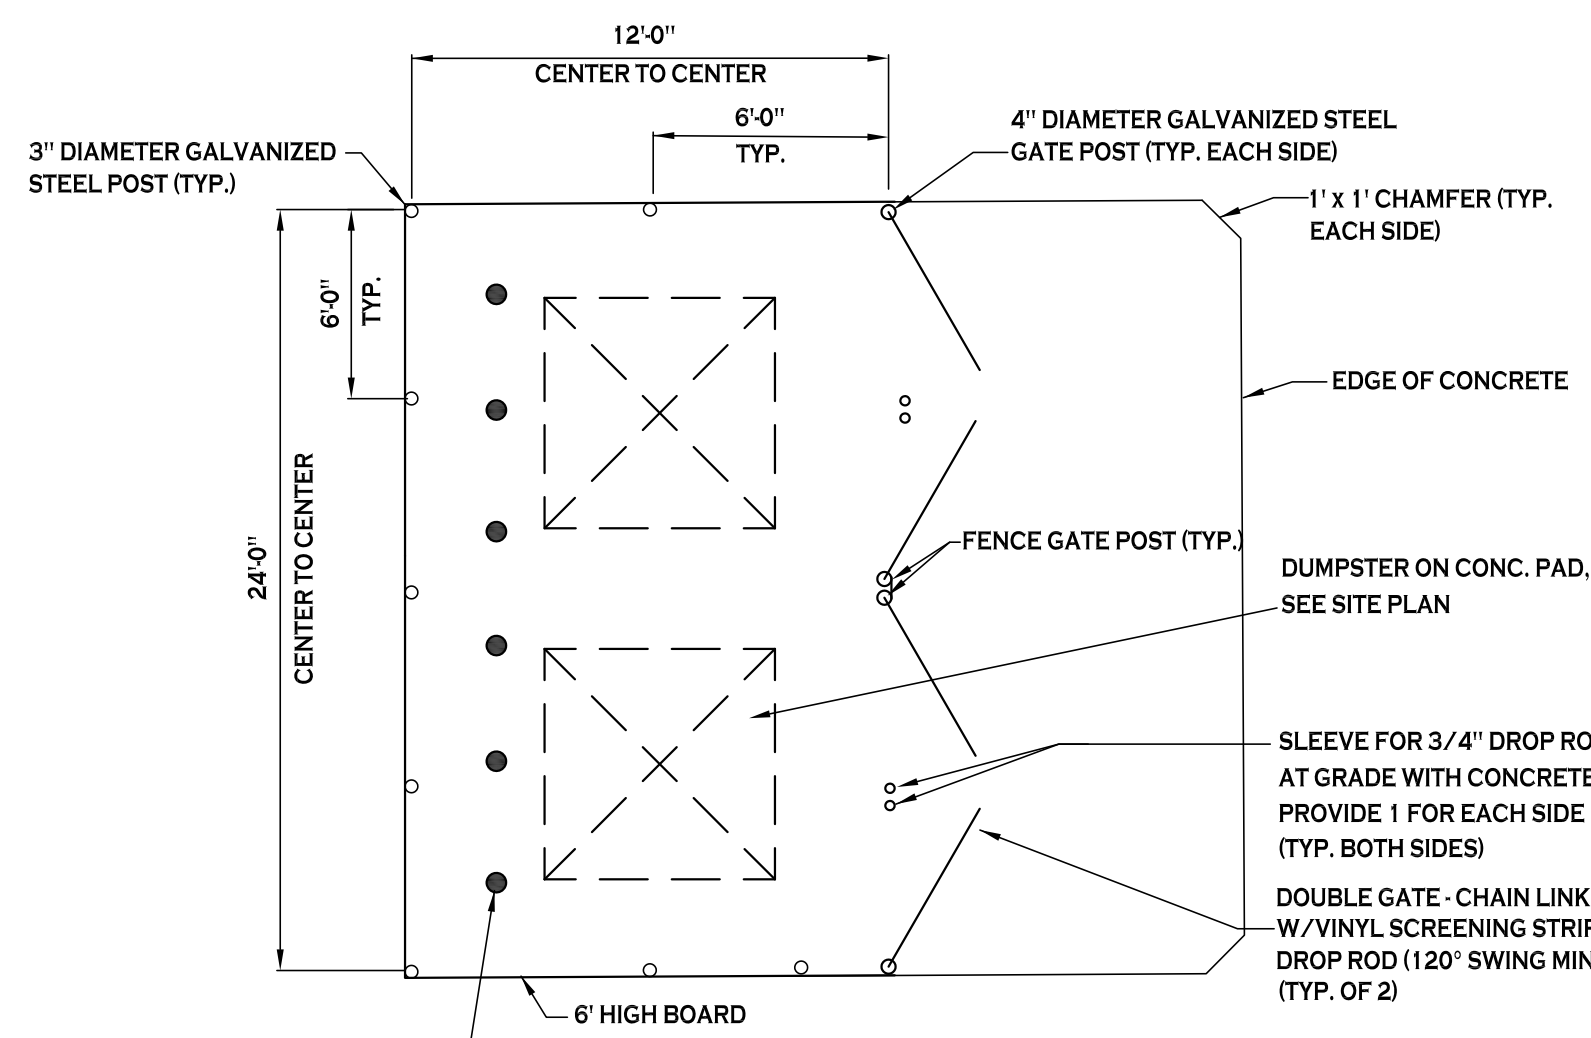 12'-0"
CENTER TO CENTER
6'-0"
TYP.
4" DIAMETER GALVANIZED STEEL
GATE POST (TYP. EACH SIDE)
3" DIAMETER GALVANIZED
STEEL POST (TYP.)
1' x 1' CHAMFER (TYP.
EACH SIDE)
6'-0"
TYP.
EDGE OF CONCRETE
24'-0"
CENTER TO CENTER
FENCE GATE POST (TYP.)
DUMPSTER ON CONC. PAD,
SEE SITE PLAN
SLEEVE FOR 3/4" DROP
AT GRADE WITH CONCRETE
PROVIDE 1 FOR EACH SIDE
(TYP. BOTH SIDES)
DOUBLE GATE - CHAIN LINK
W/VINYL SCREENING
DROP ROD (120° SWING MIN
(TYP. OF 2)
6' HIGH BOARD